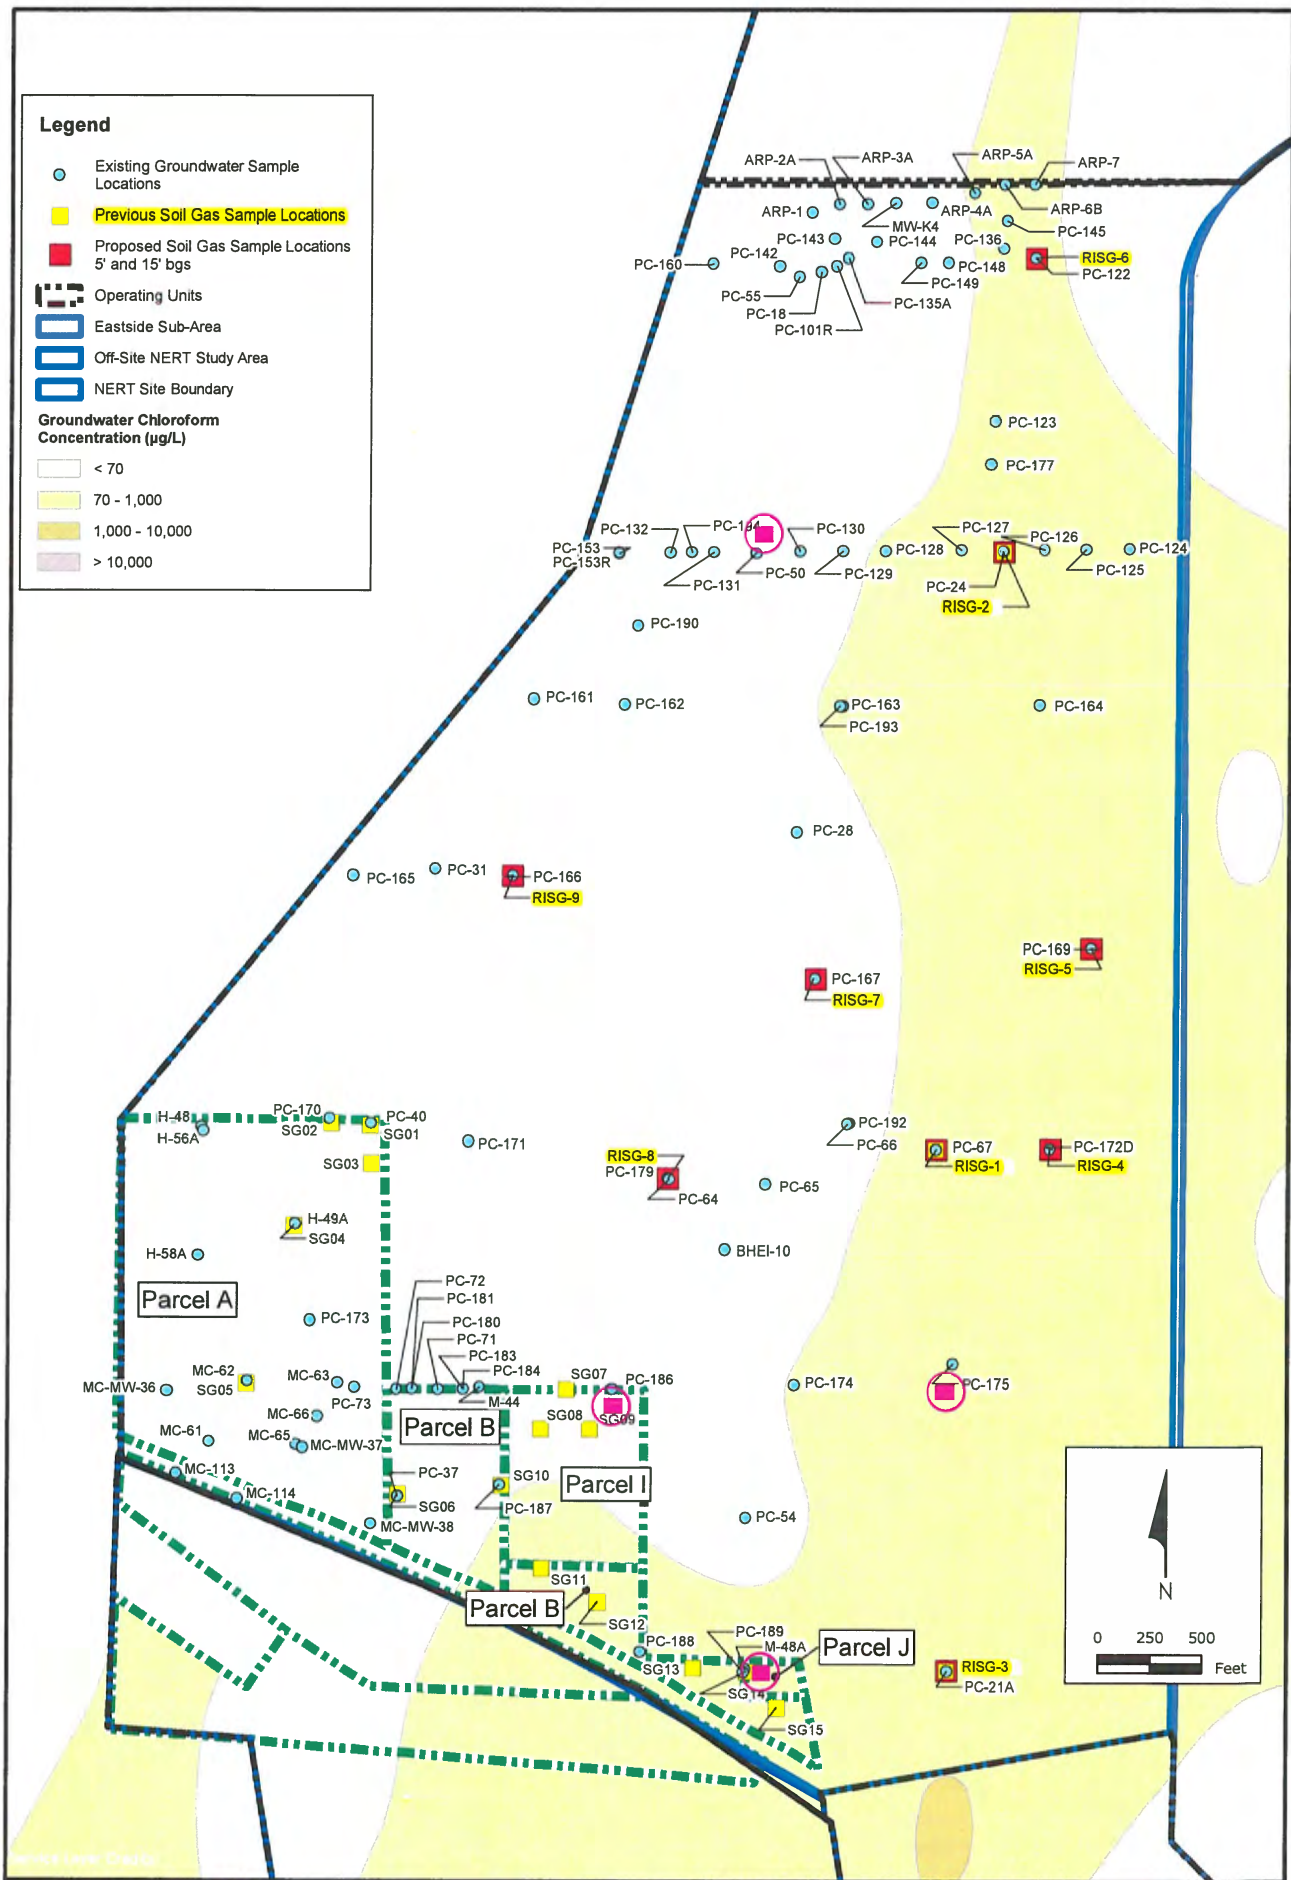 Legend
Existing Groundwater Sample
Locations
Previous Soil Gas Sample Locations
Proposed Soil Gas Sample Locations
5' and 15' bgs
Operating Units
Eastside Sub-Area
Off-Site NERT Study Area
NERT Site Boundary
Groundwater Chloroform
Concentration (µg/L)
< 70
70 - 1,000
1,000 - 10,000
> 10,000
ARP-2A
ARP-3A
ARP-5A
ARP-7
ARP-1
MW-K4
ARP-4A
ARP-6B
PC-145
PC-143
PC-144
PC-136
PC-160
PC-142
PC-148
RISG-6
PC-122
PC-55
PC-149
PC-18
PC-135A
PC-101R
PC-123
PC-177
PC-132
PC-194
PC-130
PC-127
PC-126
PC-153
PC-153R
PC-128
PC-124
PC-131
PC-50
PC-129
PC-125
PC-24
RISG-2
PC-190
PC-161
PC-162
PC-163
PC-164
PC-193
PC-28
PC-165
PC-31
PC-166
RISG-9
PC-169
RISG-5
PC-167
RISG-7
H-48
PC-170
PC-40
H-56A
SG02
SG01
PC-171
PC-192
PC-66
SG03
RISG-8
PC-179
PC-64
PC-67
RISG-1
PC-172D
RISG-4
PC-65
H-49A
SG04
H-58A
BHEI-10
PC-72
PC-181
Parcel A
PC-173
PC-180
PC-71
PC-183
PC-184
MC-62
SG05
MC-63
SG07
PC-186
MC-MW-36
PC-73
M-44
PC-174
PC-175
MC-66
Parcel B
SG08
SG09
MC-61
MC-65
MC-MW-37
MC-113
PC-37
SG10
Parcel I
MC-114
SG06
PC-187
MC-MW-38
PC-54
SG11
Parcel B
SG12
PC-189
PC-188
M-48A
Parcel J
SG13
SG14
RISG-3
PC-21A
SG15
N
0 250 500
Feet